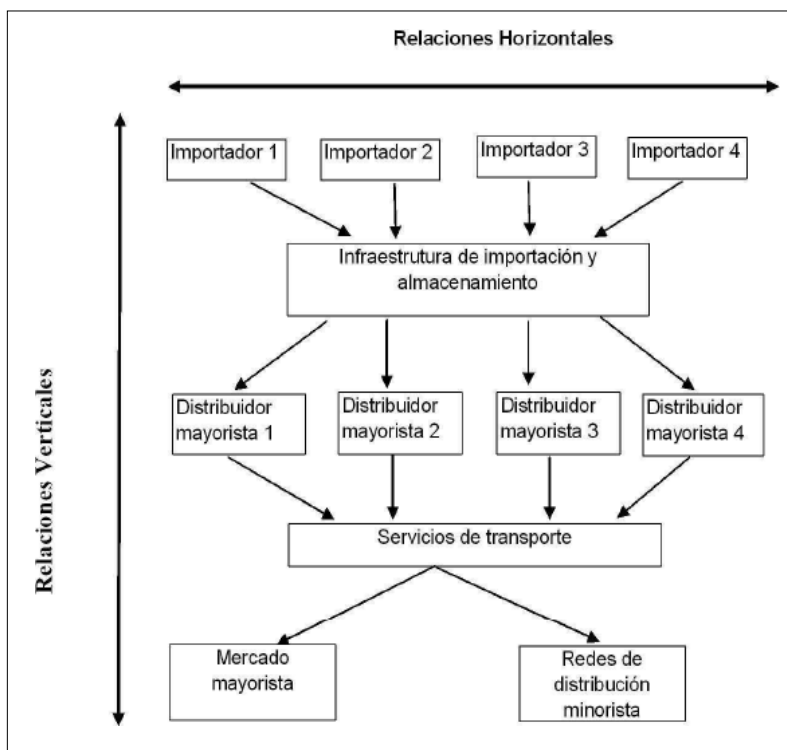 Relaciones Horizontales
Relaciones Verticales
Importador 1
Importador 2
Importador 3
Importador 4
Infraestrutura de importación y
almacenamiento
Distribuidor
mayorista 1
Distribuidor
mayorista 2
Distribuidor
mayorista 3
Distribuidor
mayorista 4
Servicios de transporte
Mercado
mayorista
Redes de
distribución
minorista